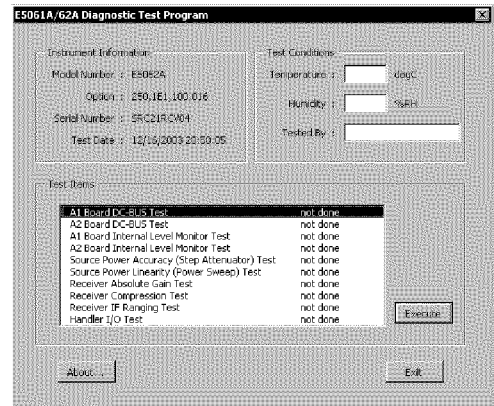 E5061A/62A Diagnostic Test Program
Instrument Information
Model Number : E5062A
Option : 250,1E1,100,016
Serial Number :
Test Date : 12/16/2003 20:50:05
Test Conditions
Temperature : degC
Humidity : %RH
Tested By :
Test Items
A1 Board DC-BUS Test not done
A2 Board DC-BUS Test not done
A1 Board Internal Level Monitor Test not done
A2 Board Internal Level Monitor Test not done
Source Power Accuracy (Step Attenuator) Test not done
Source Power Linearity (Power Sweep) Test not done
Receiver Absolute Gain Test not done
Receiver Compression Test not done
Receiver IF Ranging Test not done
Handler I/O Test not done
Execute
About...
Exit